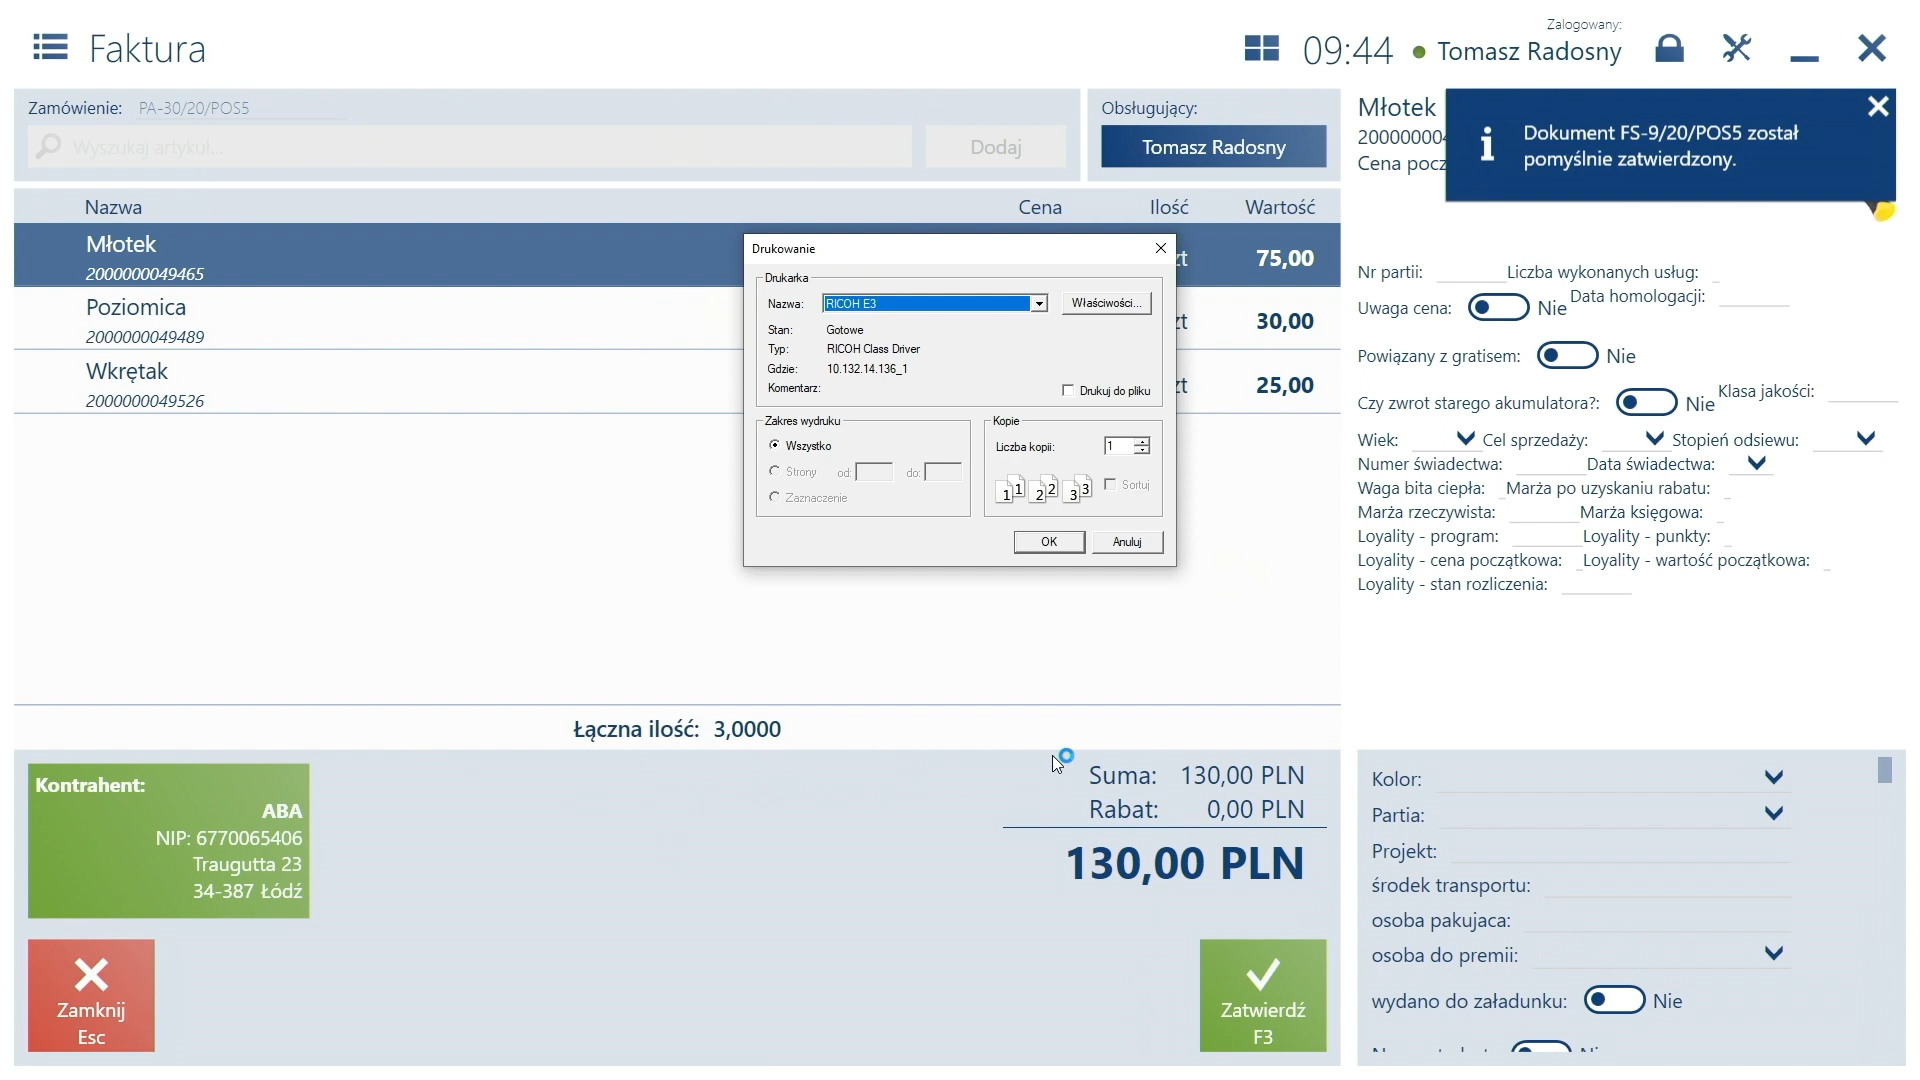 Faktura
09:44
Zalogowany:
Tomasz Radosny
Zamówienie: PA-30/20/POS5
Wyszukaj artykuł...
Dodaj
Obsługujący:
Tomasz Radosny
Nazwa Cena Ilość Wartość
Młotek
2000000049465
75,00
Poziomica
2000000049489
30,00
Wkrętak
2000000049526
25,00
Łączna ilość: 3,0000
Drukowanie
Drukarka
Nazwa: RICOH E3 Właściwości...
Stan: Gotowe
Typ: RICOH Class Driver
Gdzie: 10.132.14.136_1
Komentarz:
Drukuj do pliku
Zakres wydruku
Wszystko
Strony od: do:
Zaznaczenie
Kopie
Liczba kopii: 1
1 1 2 2 3 3
Sortuj
OK Anuluj
Młotek
Cena
Dokument FS-9/20/POS5 został
pomyślnie zatwierdzony.
Nr partii: Liczba wykonanych usług:
Uwaga cena: Nie Data homologacji:
Powiązany z gratisem: Nie
Czy zwrot starego akumulatora?: Nie Klasa jakości:
Wiek: Cel sprzedaży: Stopień odsiewu:
Numer świadectwa: Data świadectwa:
Waga bita ciepła: Marża po uzyskaniu rabatu:
Marża rzeczywista: Marża księgowa:
Loyality - program: Loyality - punkty:
Loyality - cena początkowa: Loyality - wartość początkowa:
Loyality - stan rozliczenia:
Kontrahent:
ABA
NIP: 6770065406
Traugutta 23
34-387 Łódź
Suma: 130,00 PLN
Rabat: 0,00 PLN
130,00 PLN
Zamknij
Esc
Zatwierdź
F3
Kolor:
Partia:
Projekt:
środek transportu:
osoba pakujaca:
osoba do premii:
wydano do załadunku: Nie